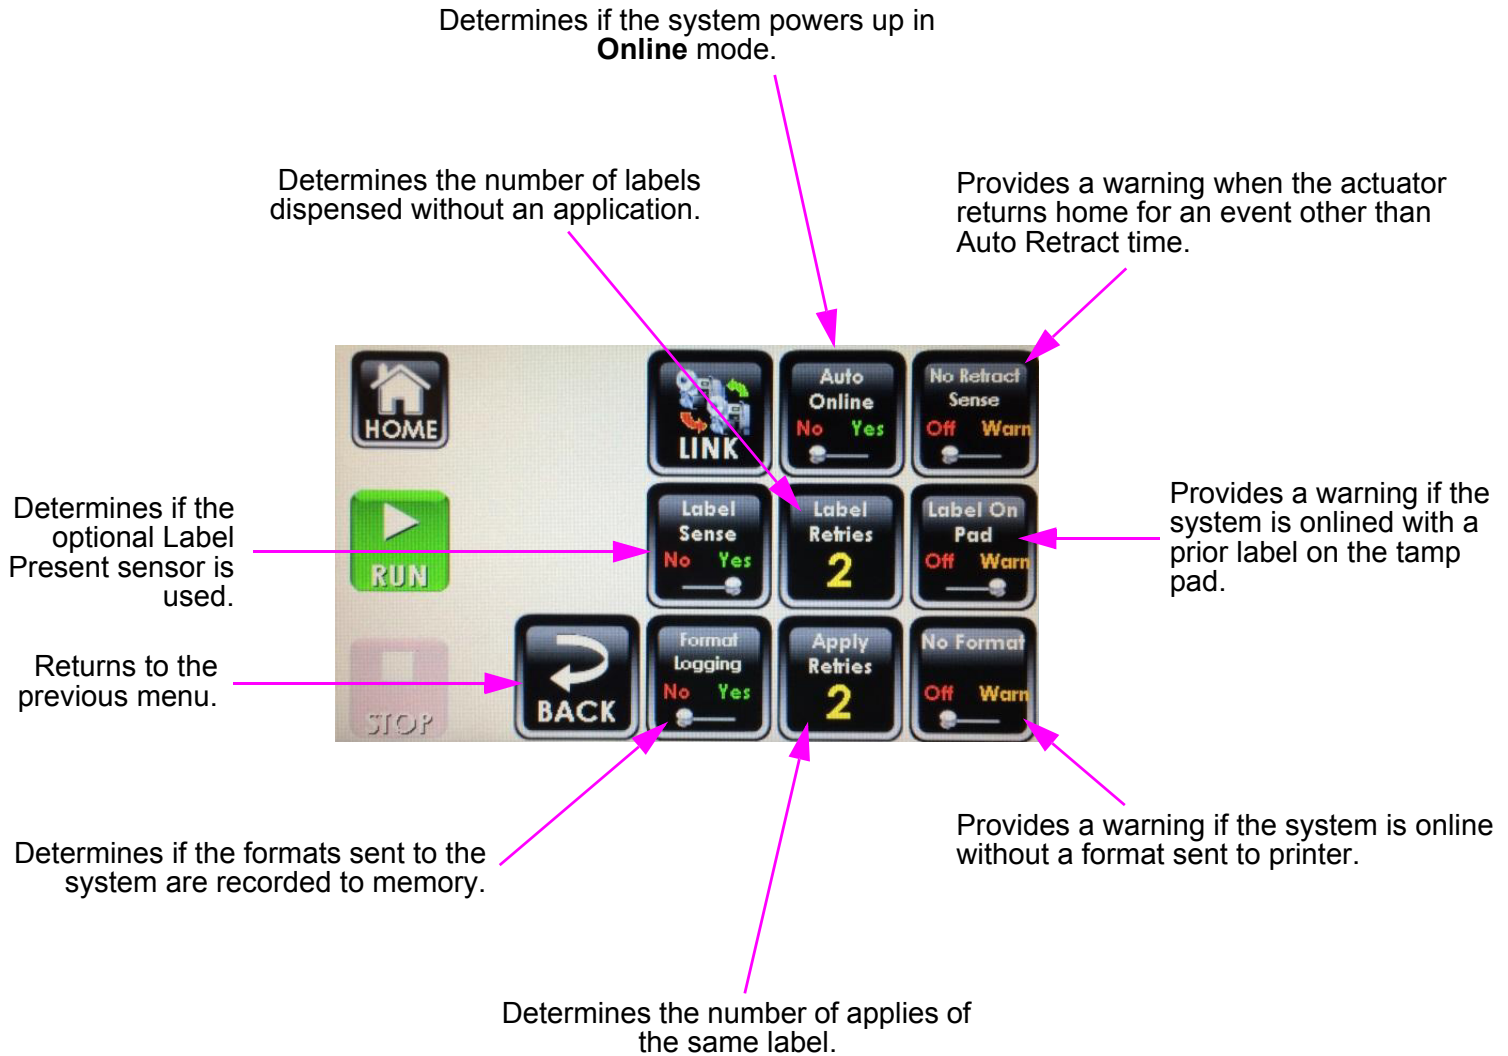 Determines if the system powers up in
Online mode.
Determines the number of labels
dispensed without an application.
Provides a warning when the actuator
returns home for an event other than
Auto Retract time.
HOME
LINK
Auto
Online
No Yes
No Retract
Sense
Off Warn
Determines if the
optional Label
Present sensor is
used.
RUN
Label
Sense
No Yes
Label
Retries
2
Label On
Pad
Off Warn
Provides a warning if the
system is onlined with a
prior label on the tamp
pad.
Returns to the
previous menu.
STOP
BACK
Format
Logging
No Yes
Apply
Retries
2
No Format
Off Warn
Determines if the formats sent to the
system are recorded to memory.
Provides a warning if the system is online
without a format sent to printer.
Determines the number of applies of
the same label.